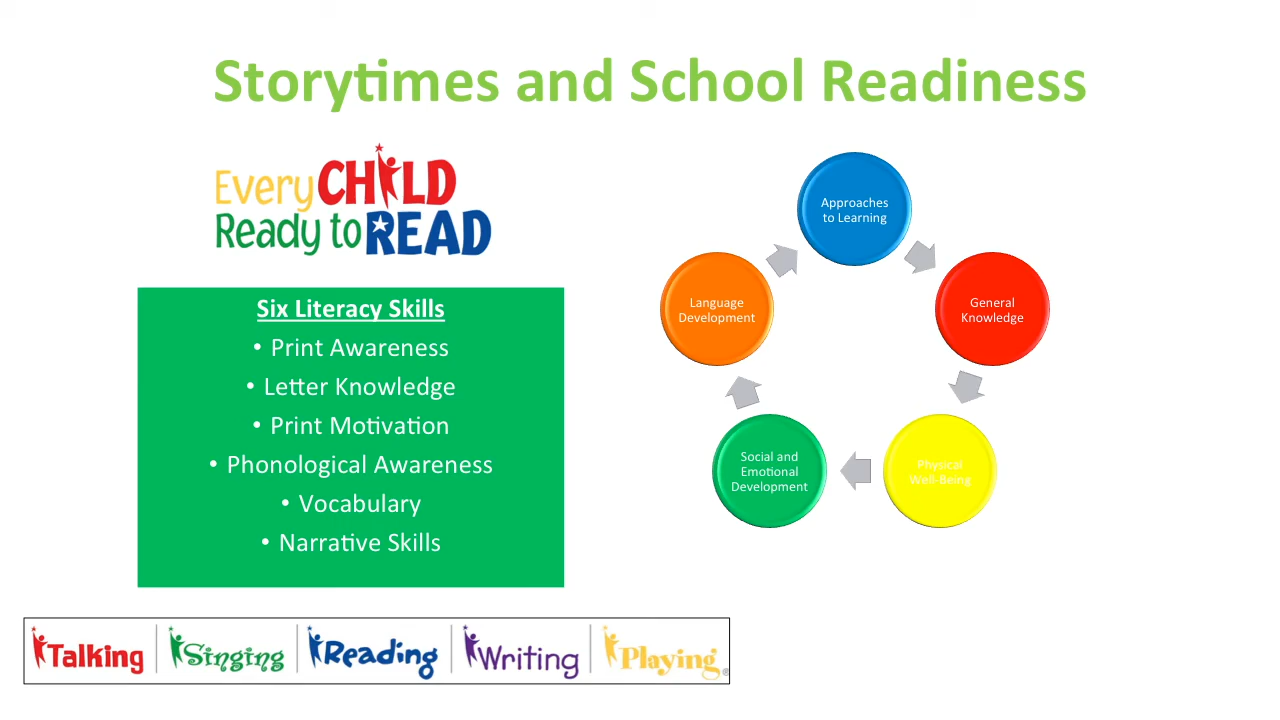 Storytimes and School Readiness
Every CHILD
Ready to READ
Six Literacy Skills
• Print Awareness
• Letter Knowledge
• Print Motivation
• Phonological Awareness
• Vocabulary
• Narrative Skills
Approaches
to Learning
General
Knowledge
Physical
Well-Being
Social and
Emotional
Development
Language
Development
Talking
Singing
Reading
Writing
Playing®